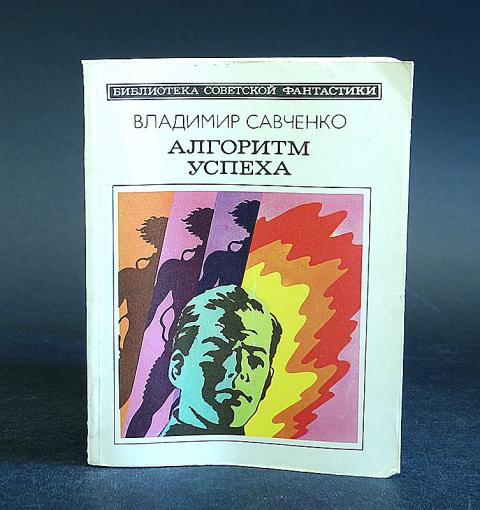 БИБЛИОТЕКА СОВЕТСКОЙ ФАНТАСТИКИ
ВЛАДИМИР САВЧЕНКО
АЛГОРИТМ
УСПЕХА